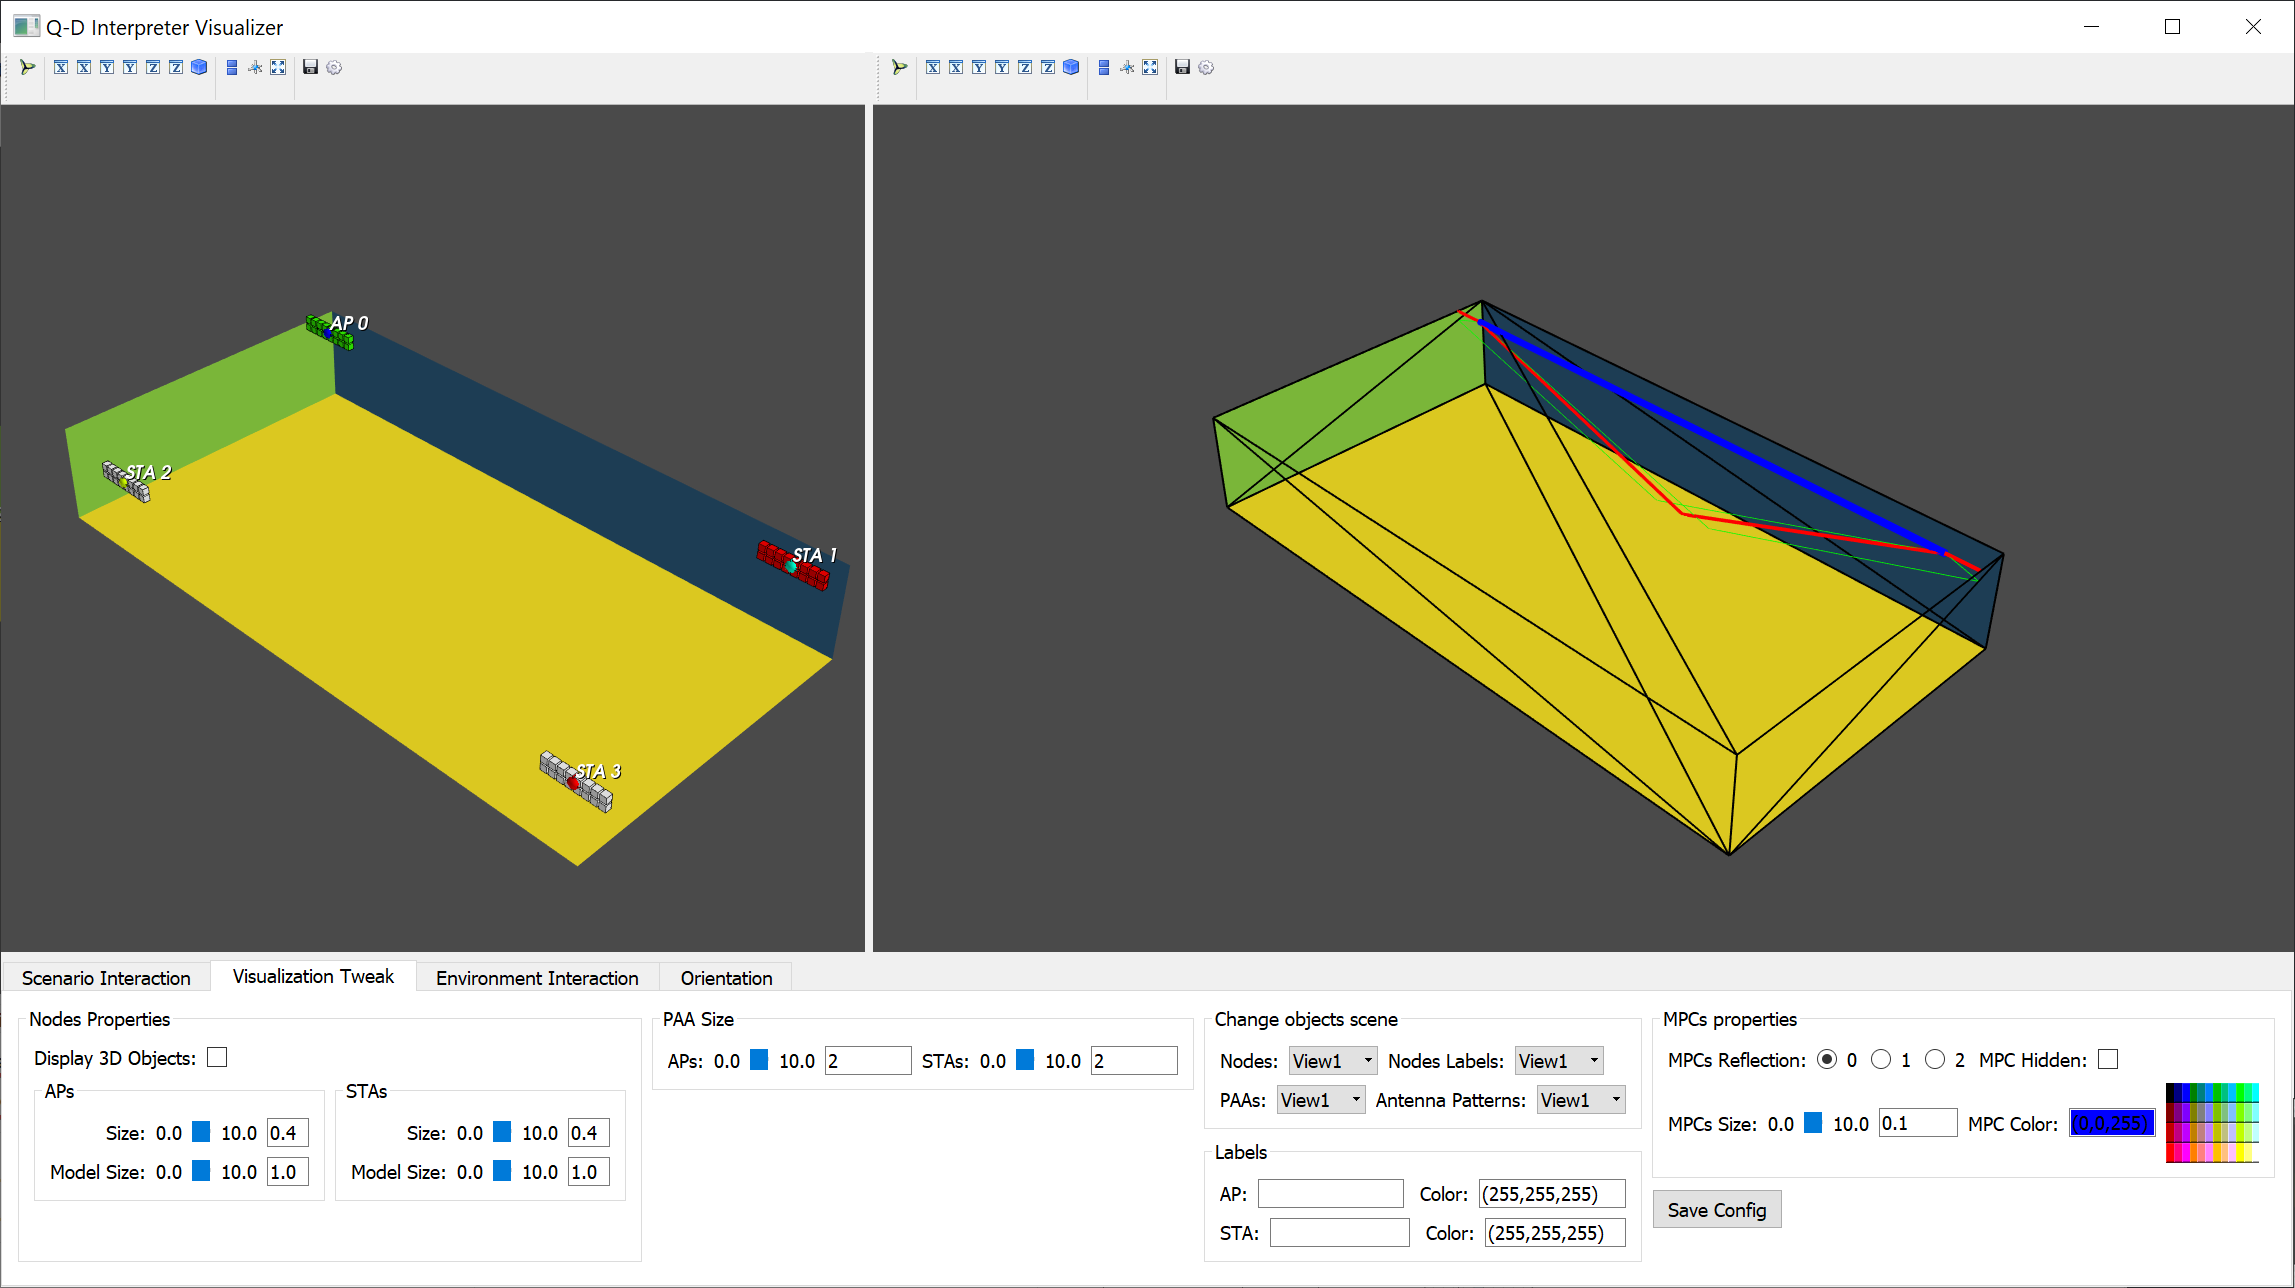 Q-D Interpreter Visualizer
X X Y Y Z Z X X Y Y Z Z
AP 0
STA 2
STA 1
STA 3
Scenario Interaction Visualization Tweak Environment Interaction Orientation
Nodes Properties
Display 3D Objects:
APs
Size: 0.0 10.0 0.4
Model Size: 0.0 10.0 1.0
STAs
Size: 0.0 10.0 0.4
Model Size: 0.0 10.0 1.0
PAA Size
APs: 0.0 10.0 2 STAs: 0.0 10.0 2
Change objects scene
Nodes: View1 Nodes Labels: View1
PAAs: View1 Antenna Patterns: View1
Labels
AP: Color: (255,255,255)
STA: Color: (255,255,255)
MPCs properties
MPCs Reflection: 0 1 2 MPC Hidden:
MPCs Size: 0.0 10.0 0.1 MPC Color: (0,0,255)
Save Config